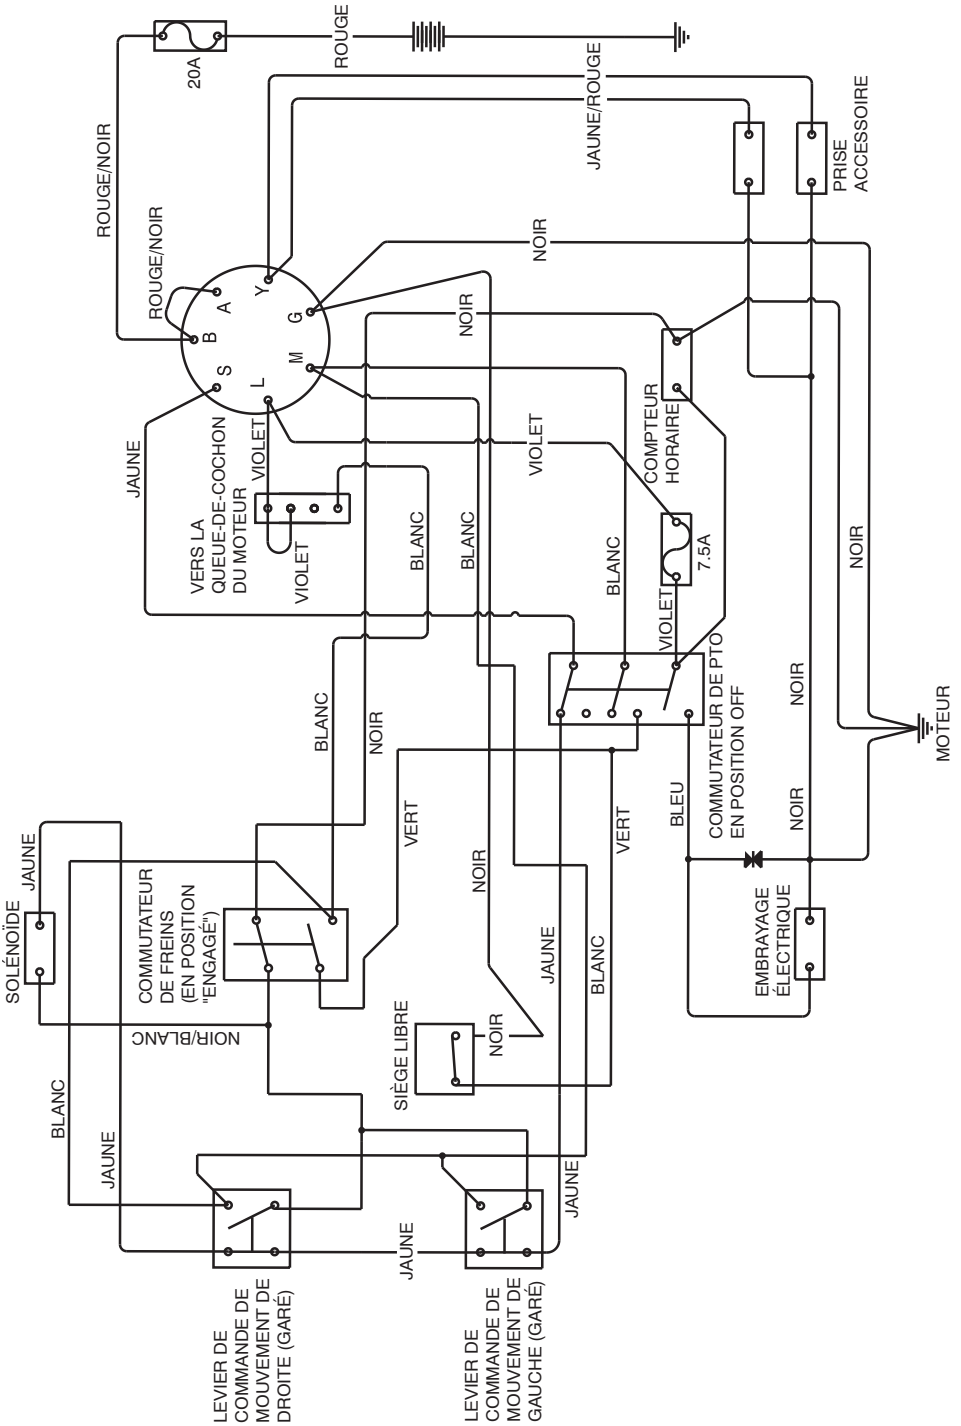 ROUGE
20A
ROUGE/NOIR
ROUGE/NOIR
JAUNE/ROUGE
PRISE
ACCESSOIRE
A
B
Y
S
G
L
M
NOIR
NOIR
JAUNE
VERS LA
QUEUE-DE-COCHON
DU MOTEUR
VIOLET
VIOLET
VIOLET
COMPTEUR
HORAIRE
BLANC
BLANC
BLANC
7.5A
VIOLET
NOIR
BLANC
NOIR
NOIR
COMMUTATEUR DE PTO
EN POSITION OFF
MOTEUR
VERT
VERT
BLEU
NOIR
SOLÉNOÏDE
JAUNE
COMMUTATEUR
DE FREINS
(EN POSITION
"ENGAGÉ")
NOIR
JAUNE
BLANC
EMBRAYAGE
ÉLECTRIQUE
NOIR/BLANC
BLANC
SIÈGE LIBRE
NOIR
JAUNE
JAUNE
JAUNE
LEVIER DE
COMMANDE DE
MOUVEMENT DE
DROITE (GARÉ)
LEVIER DE
COMMANDE DE
MOUVEMENT DE
GAUCHE (GARÉ)